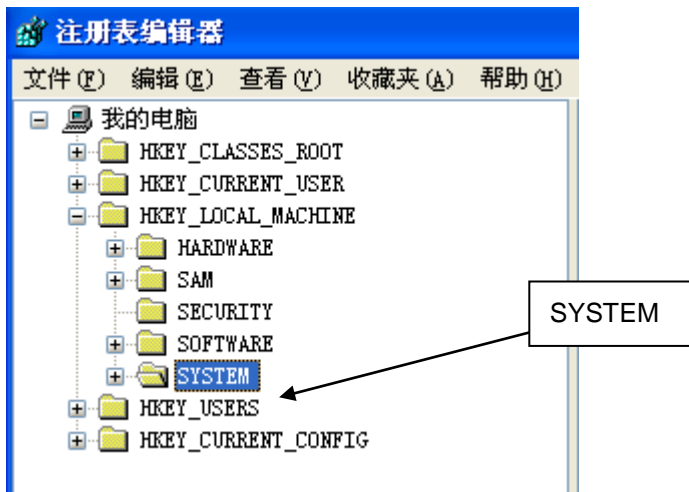 注册表编辑器
文件(F) 编辑(E) 查看(V) 收藏夹(A) 帮助(H)
我的电脑
HKEY_CLASSES_ROOT
HKEY_CURRENT_USER
HKEY_LOCAL_MACHINE
HARDWARE
SAM
SECURITY
SOFTWARE
SYSTEM
HKEY_USERS
HKEY_CURRENT_CONFIG
SYSTEM